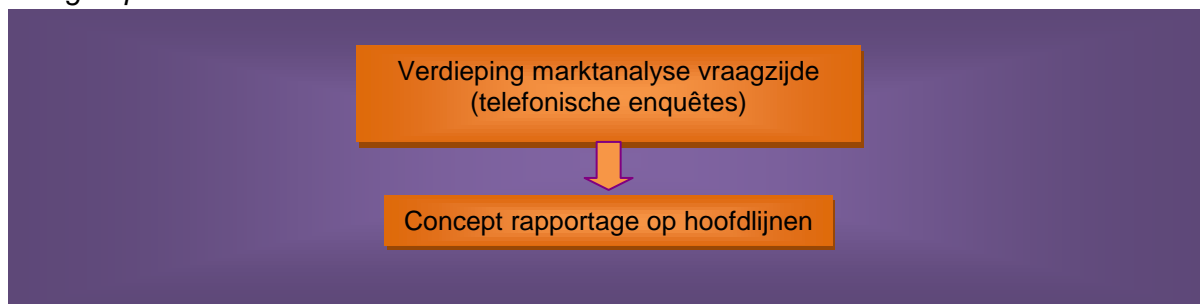 Verdieping marktanalyse vraagzijde
(telefonische enquêtes)
Concept rapportage op hoofdlijnen